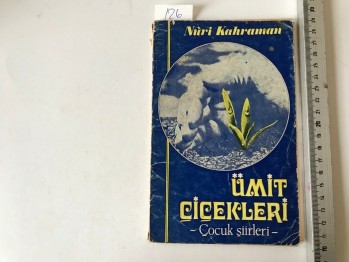 126
Nuri Kahraman
ÜMİT
ÇİÇEKLERİ
- Çocuk şiirleri -